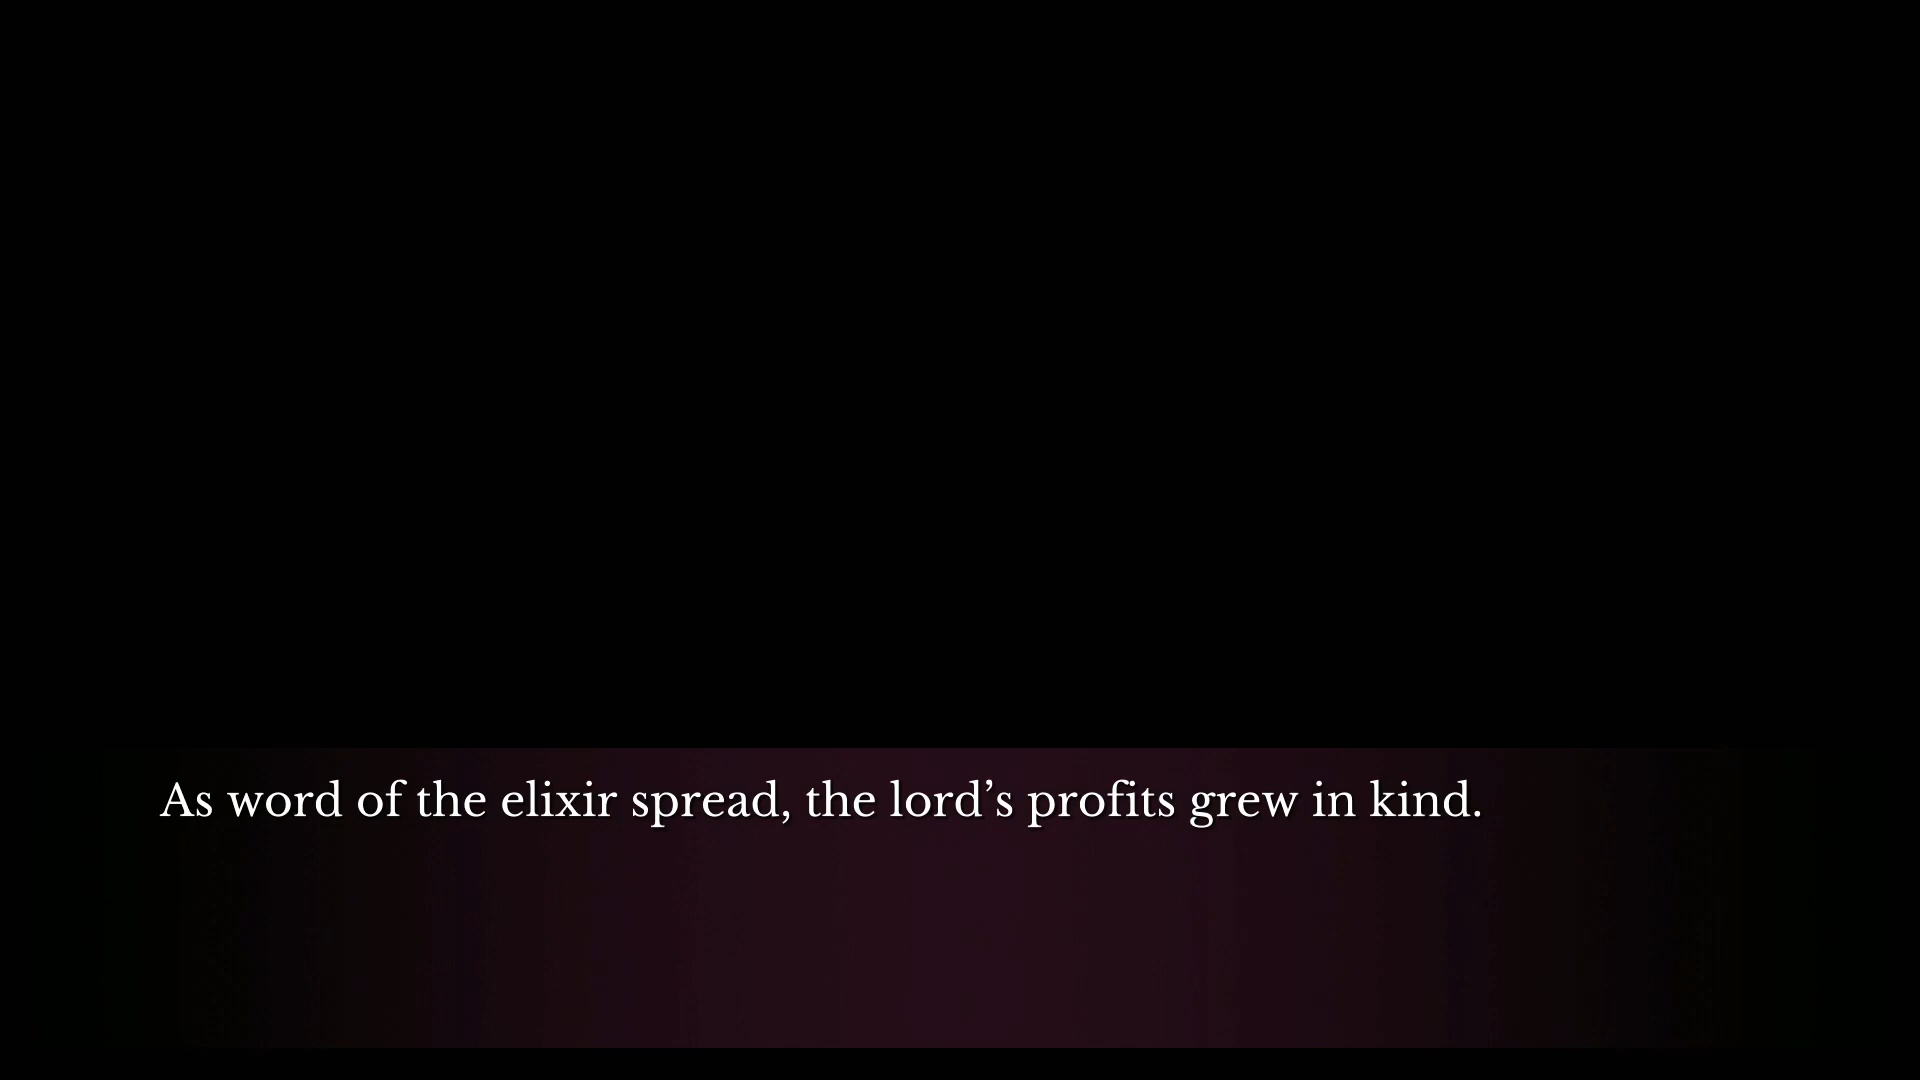 As word of the elixir spread, the lord’s profits grew in kind.